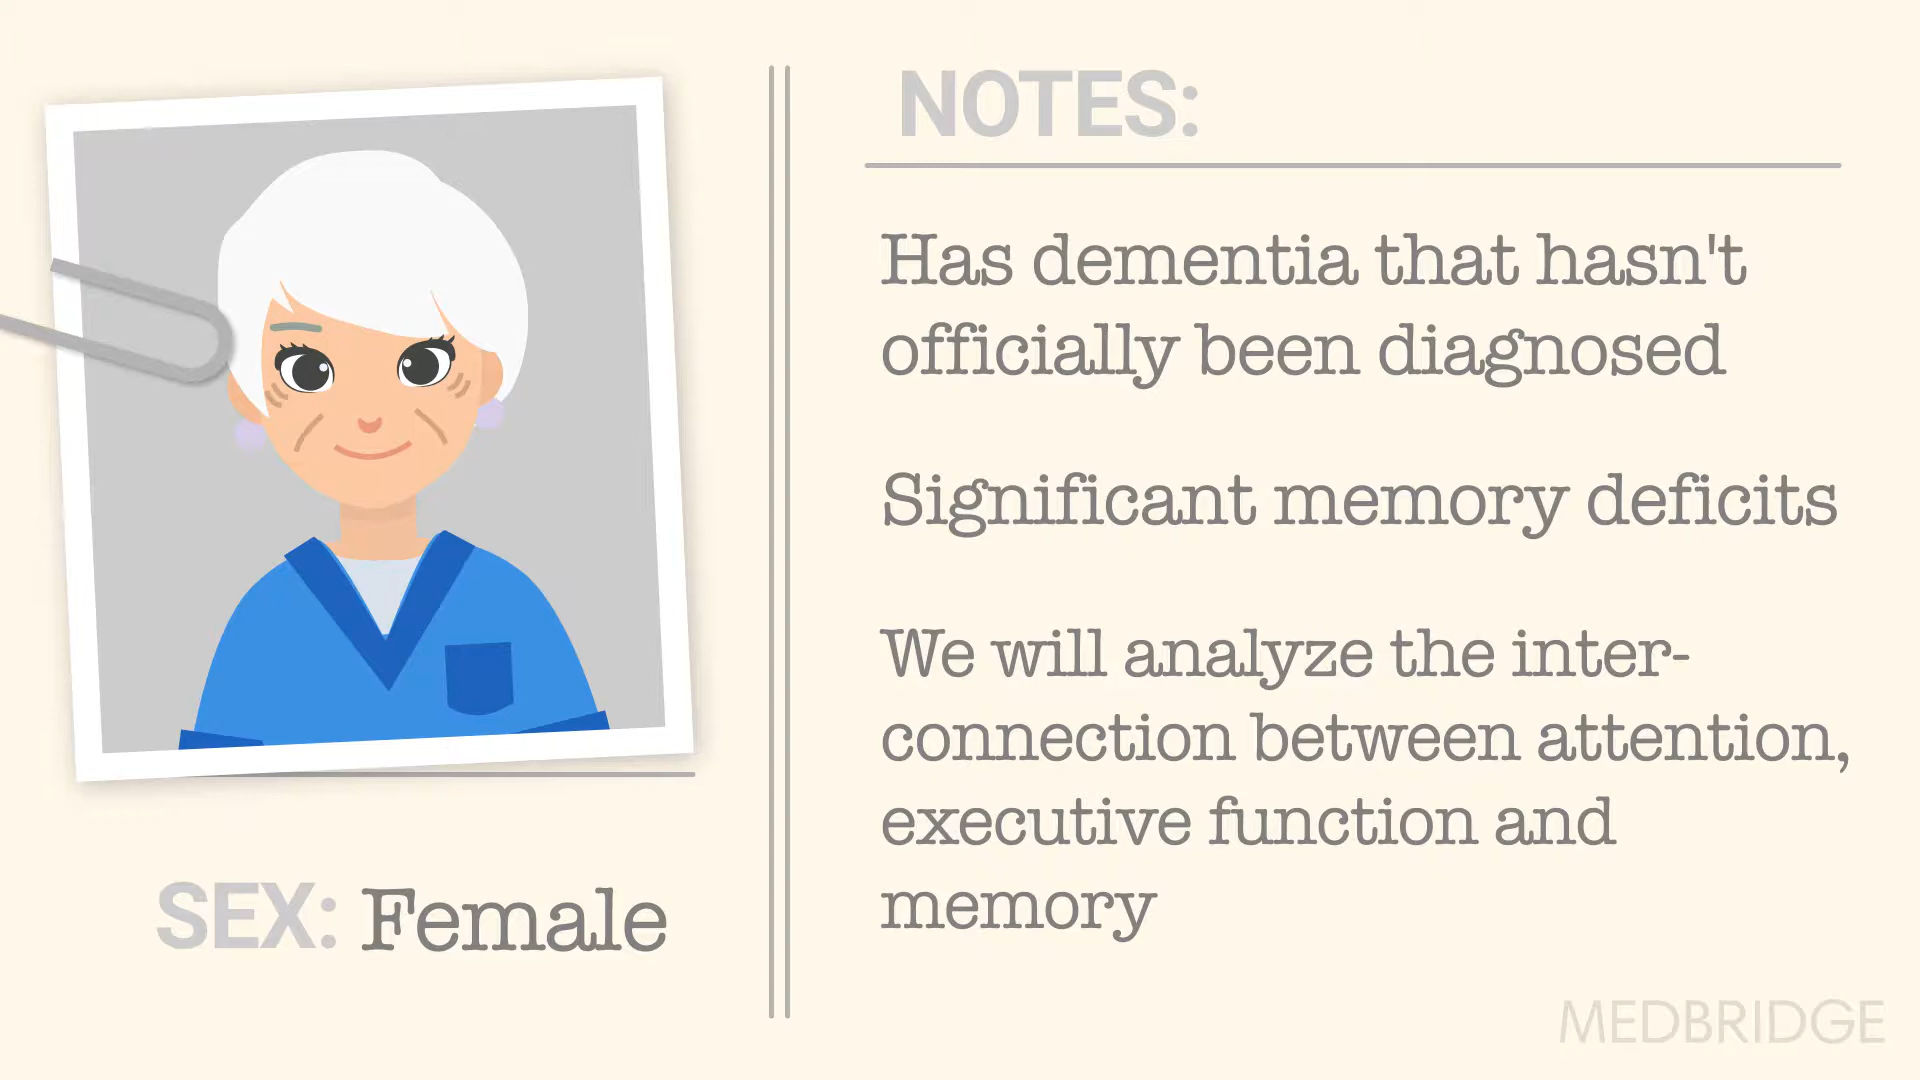 NOTES:
Has dementia that hasn't
officially been diagnosed
Significant memory deficits
We will analyze the inter-
connection between attention,
executive function and
memory
SEX: Female
MEDBRIDGE